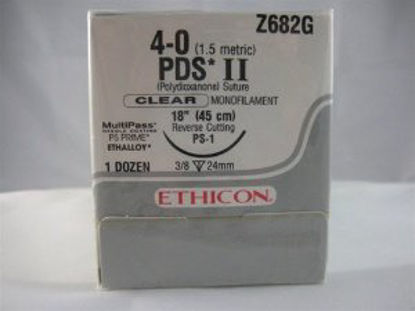 Z682G
4-0 (1.5 metric)
PDS* II
(Polydioxanone) Suture
CLEAR MONOFILAMENT
18" (45 cm)
Reverse Cutting
PS-1
MultiPass*
NEEDLE COATING
PS PRIME*
ETHALLOY*
1 DOZEN
3/8 24mm
ETHICON